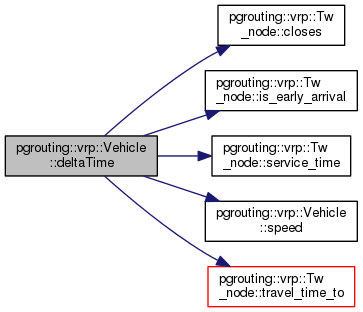 pgrouting::vrp::Vehicle
::deltaTime
pgrouting::vrp::Tw
_node::closes
pgrouting::vrp::Tw
_node::is_early_arrival
pgrouting::vrp::Tw
_node::service_time
pgrouting::vrp::Vehicle
::speed
pgrouting::vrp::Tw
_node::travel_time_to